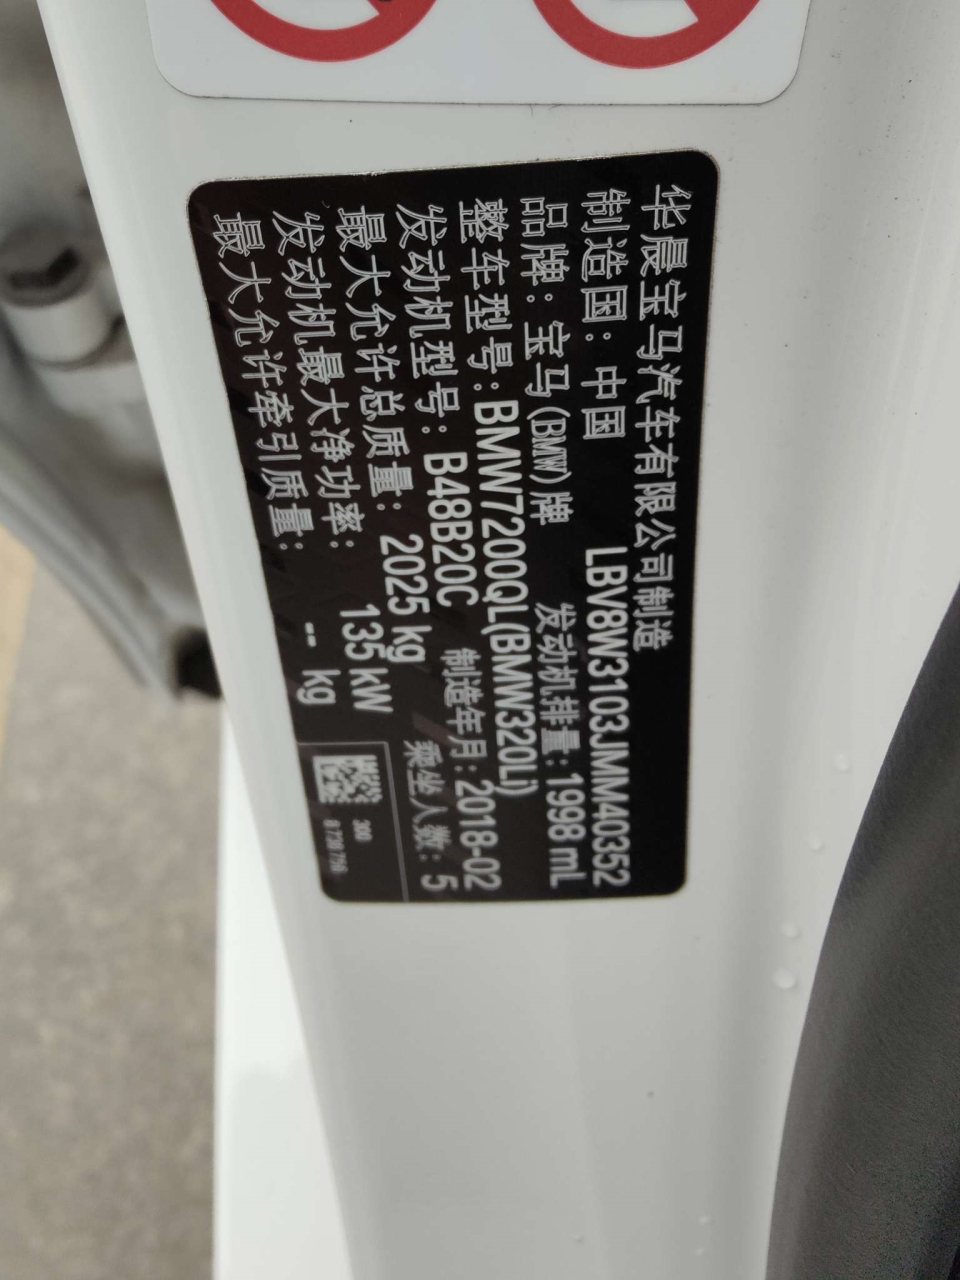 华晨宝马汽车有限公司制造
制造国：中国 LBV8W3103JMM40352
品牌：宝马(BMW)牌 发动机排量：1998 mL
整车型号：BMW7200QL(BMW320Li)
发动机型号：B48B20C 制造年月：2018-02
最大允许总质量：2025 kg 乘坐人数：5
发动机最大净功率：135 kW
最大允许牵引质量：-- kg
300
8 738 756